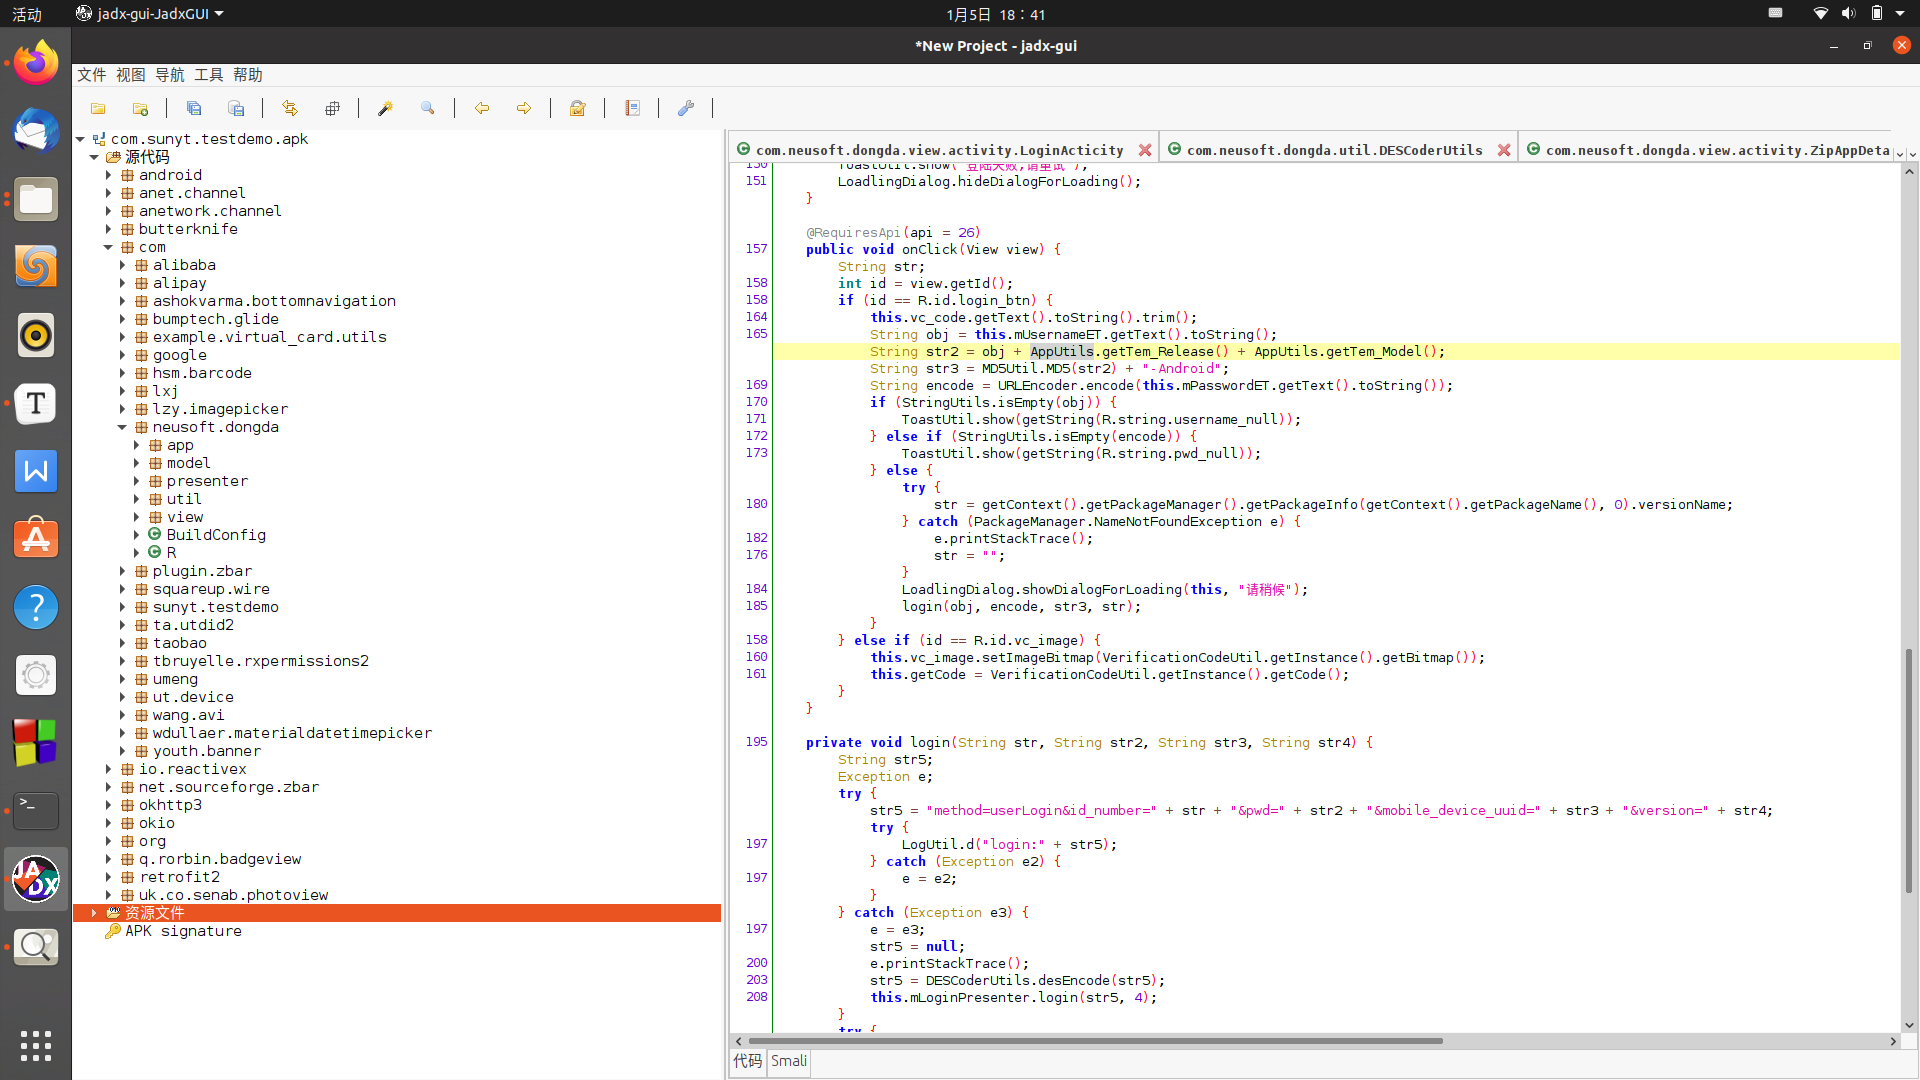 活动
jadx-gui-JadxGUI
1月5日 18：41
*New Project - jadx-gui
文件 视图 导航 工具 帮助
com.sunyt.testdemo.apk
源代码
android
anet.channel
anetwork.channel
butterknife
com
alibaba
alipay
ashokvarma.bottomnavigation
bumptech.glide
example.virtual_card.utils
google
hsm.barcode
lxj
lzy.imagepicker
neusoft.dongda
app
model
presenter
util
view
BuildConfig
R
plugin.zbar
squareup.wire
sunyt.testdemo
ta.utdid2
taobao
tbruyelle.rxpermissions2
umeng
ut.device
wang.avi
wdullaer.materialdatetimepicker
youth.banner
io.reactivex
net.sourceforge.zbar
okhttp3
okio
org
q.rorbin.badgeview
retrofit2
uk.co.senab.photoview
资源文件
APK signature
com.neusoft.dongda.view.activity.LoginActicity
com.neusoft.dongda.util.DESCoderUtils
com.neusoft.dongda.view.activity.ZipAppDeta
150 ToastUtil.show("登陆失败,请重试");
151 LoadlingDialog.hideDialogForLoading();
}
@RequiresApi(api = 26)
157 public void onClick(View view) {
String str;
158 int id = view.getId();
158 if (id == R.id.login_btn) {
164 this.vc_code.getText().toString().trim();
165 String obj = this.mUsernameET.getText().toString();
String str2 = obj + AppUtils.getTem_Release() + AppUtils.getTem_Model();
String str3 = MD5Util.MD5(str2) + "-Android";
169 String encode = URLEncoder.encode(this.mPasswordET.getText().toString());
170 if (StringUtils.isEmpty(obj)) {
171 ToastUtil.show(getString(R.string.username_null));
172 } else if (StringUtils.isEmpty(encode)) {
173 ToastUtil.show(getString(R.string.pwd_null));
} else {
try {
180 str = getContext().getPackageManager().getPackageInfo(getContext().getPackageName(), 0).versionName;
} catch (PackageManager.NameNotFoundException e) {
182 e.printStackTrace();
176 str = "";
}
184 LoadlingDialog.showDialogForLoading(this, "请稍候");
185 login(obj, encode, str3, str);
}
158 } else if (id == R.id.vc_image) {
160 this.vc_image.setImageBitmap(VerificationCodeUtil.getInstance().getBitmap());
161 this.getCode = VerificationCodeUtil.getInstance().getCode();
}
}
195 private void login(String str, String str2, String str3, String str4) {
String str5;
Exception e;
try {
str5 = "method=userLogin&id_number=" + str + "&pwd=" + str2 + "&mobile_device_uuid=" + str3 + "&version=" + str4;
try {
197 LogUtil.d("login:" + str5);
} catch (Exception e2) {
197 e = e2;
}
} catch (Exception e3) {
197 e = e3;
str5 = null;
200 e.printStackTrace();
203 str5 = DESCoderUtils.desEncode(str5);
208 this.mLoginPresenter.login(str5, 4);
}
try {
代码 Smali